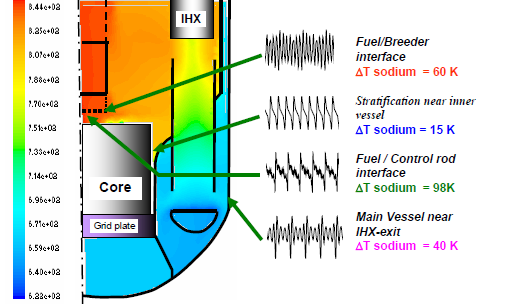 8.44e+02
8.25e+02
8.07e+02
7.88e+02
7.70e+02
7.51e+02
7.33e+02
7.14e+02
6.96e+02
6.77e+02
6.59e+02
6.40e+02
6.22e+02
IHX
Core
Grid plate
Fuel/Breeder
interface
ΔT sodium = 60 K
Stratification near inner
vessel
ΔT sodium = 15 K
Fuel / Control rod
interface
ΔT sodium = 98K
Main Vessel near
IHX-exit
ΔT sodium = 40 K